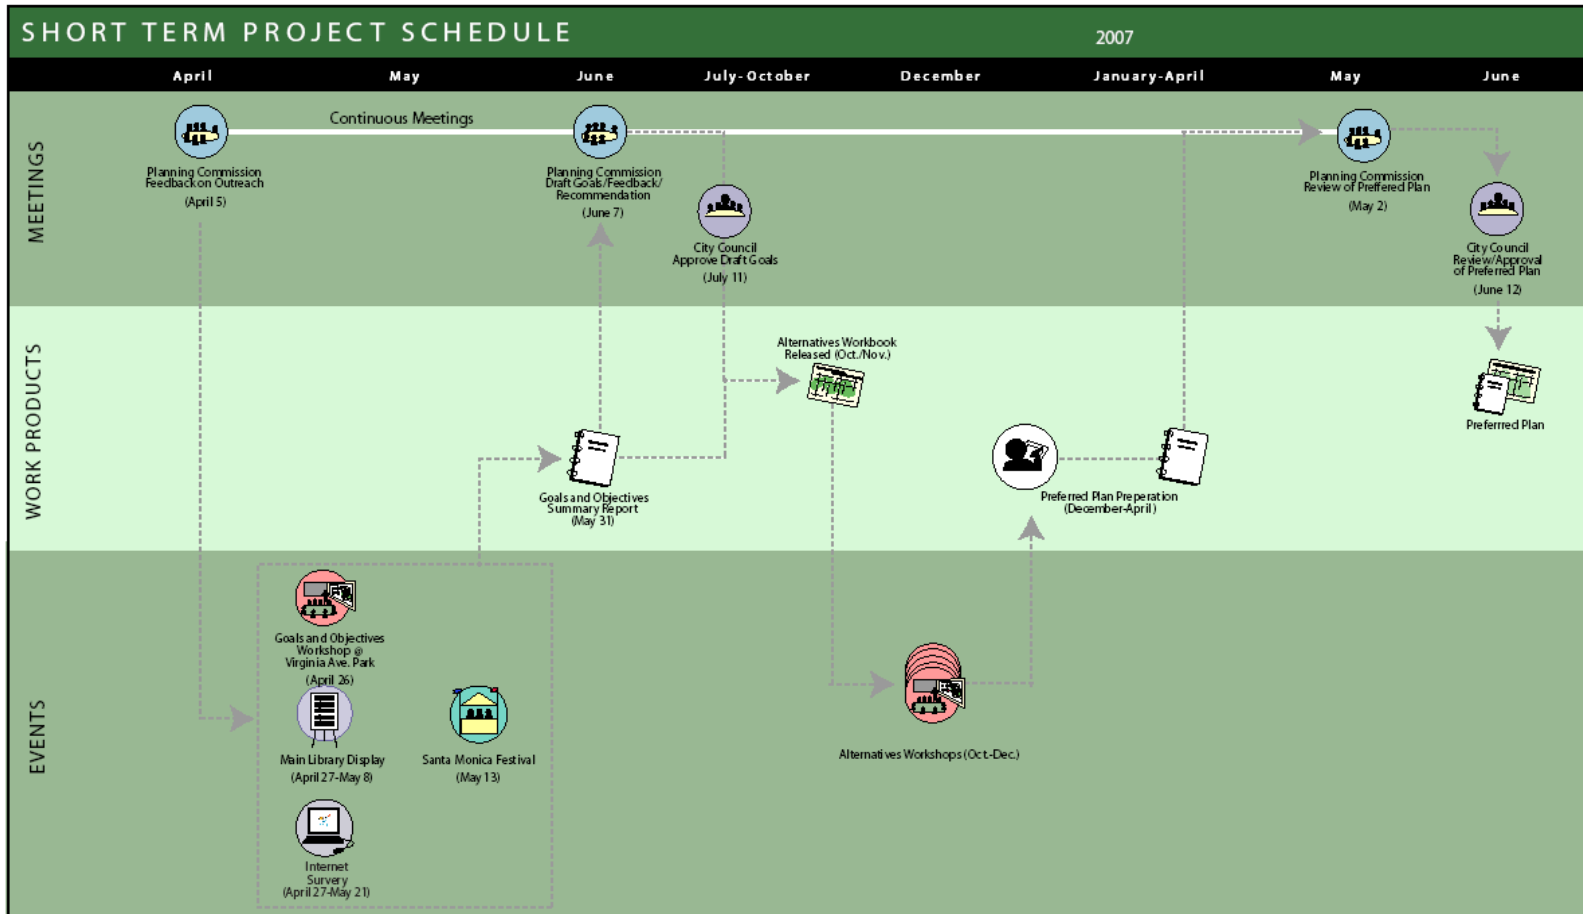 SHORT TERM PROJECT SCHEDULE
2007
April
May
June
July-October
December
January-April
May
June
MEETINGS
Continuous Meetings
Planning Commission
Feedback on Outreach
(April 5)
Planning Commission
Draft Goals/Feedback/
Recommendation
(June 7)
City Council
Approve Draft Goals
(July 11)
Planning Commission
Review of Preffered Plan
(May 2)
City Council
Review/Approval
of Preferred Plan
(June 12)
WORK PRODUCTS
Alternatives Workbook
Released (Oct./Nov.)
Goals and Objectives
Summary Report
(May 31)
Preferred Plan Preperation
(December-April)
Preferrred Plan
EVENTS
Goals and Objectives
Workshop @
Virginia Ave. Park
(April 26)
Main Library Display
(April 27-May 8)
Santa Monica Festival
(May 13)
Internet
Survery
(April 27-May 21)
Alternatives Workshops (Oct.-Dec.)